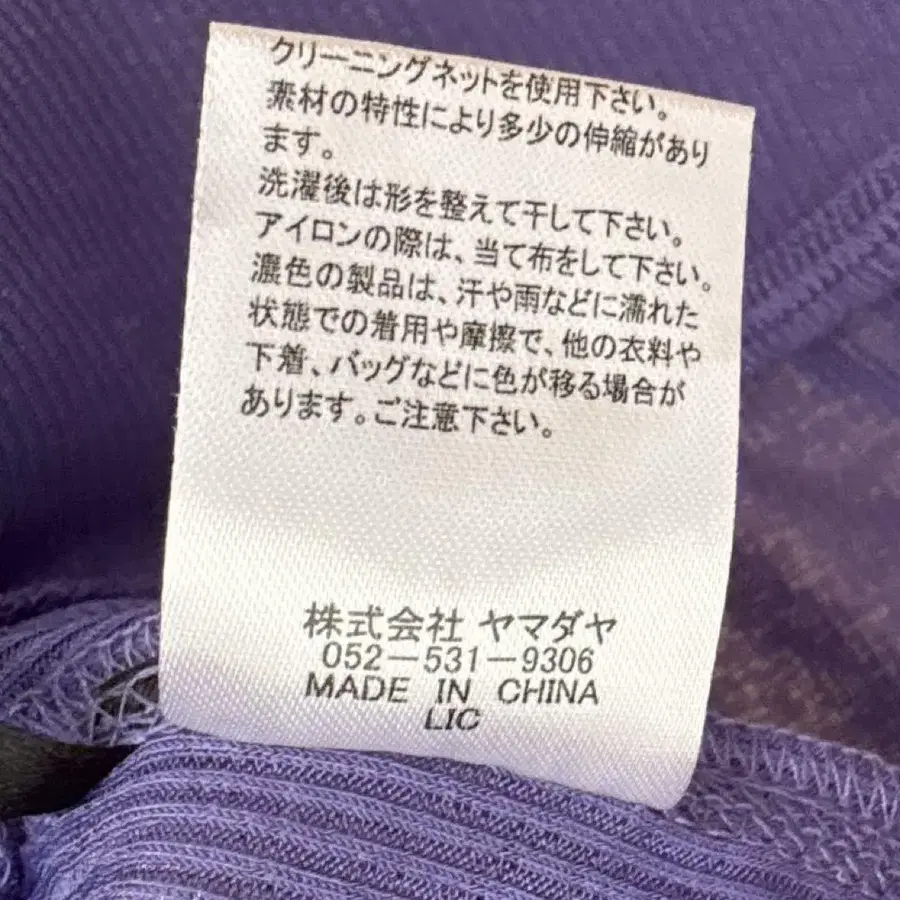 クリーニングネットを使用下さい。
素材の特性により多少の伸縮があり
ます。
洗濯後は形を整えて干して下さい。
アイロンの際は、当て布をして下さい。
濃色の製品は、汗や雨などに濡れた
状態での着用や摩擦で、他の衣料や
下着、バッグなどに色が移る場合が
あります。ご注意下さい。
株式会社 ヤマダヤ
052－531－9306
MADE IN CHINA
LIC